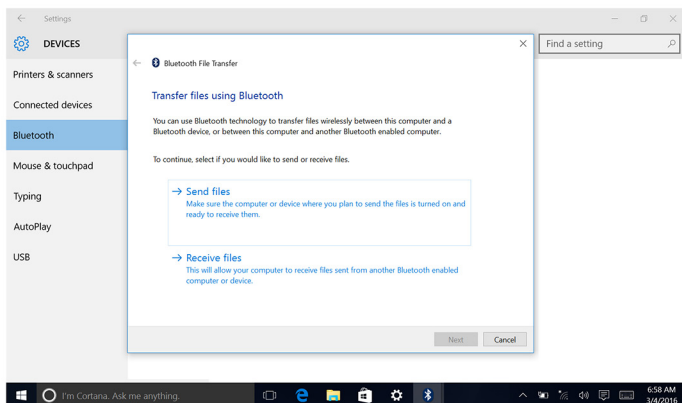 Settings
DEVICES
Find a setting
Printers & scanners
Connected devices
Bluetooth
Mouse & touchpad
Typing
AutoPlay
USB
Bluetooth File Transfer
Transfer files using Bluetooth
You can use Bluetooth technology to transfer files wirelessly between this computer and a
Bluetooth device, or between this computer and another Bluetooth enabled computer.
To continue, select if you would like to send or receive files.
Send files
Make sure the computer or device where you plan to send the files is turned on and
ready to receive them.
Receive files
This will allow your computer to receive files sent from another Bluetooth enabled
computer or device.
Next
Cancel
I'm Cortana. Ask me anything.
6:58 AM
3/4/2016